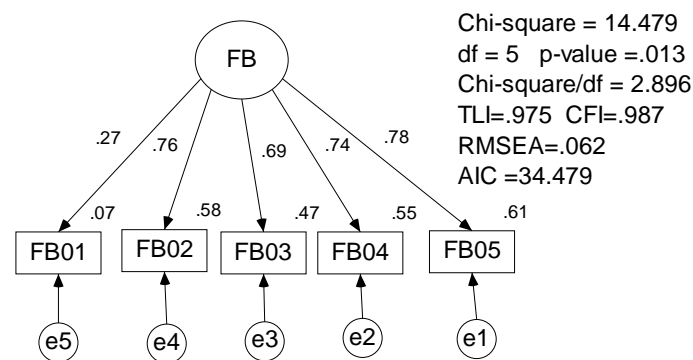 Chi-square = 14.479
df = 5 p-value =.013
Chi-square/df = 2.896
TLI=.975 CFI=.987
RMSEA=.062
AIC =34.479
FB
.27 .76 .69 .74 .78
.07 .58 .47 .55 .61
FB01 FB02 FB03 FB04 FB05
e5 e4 e3 e2 e1